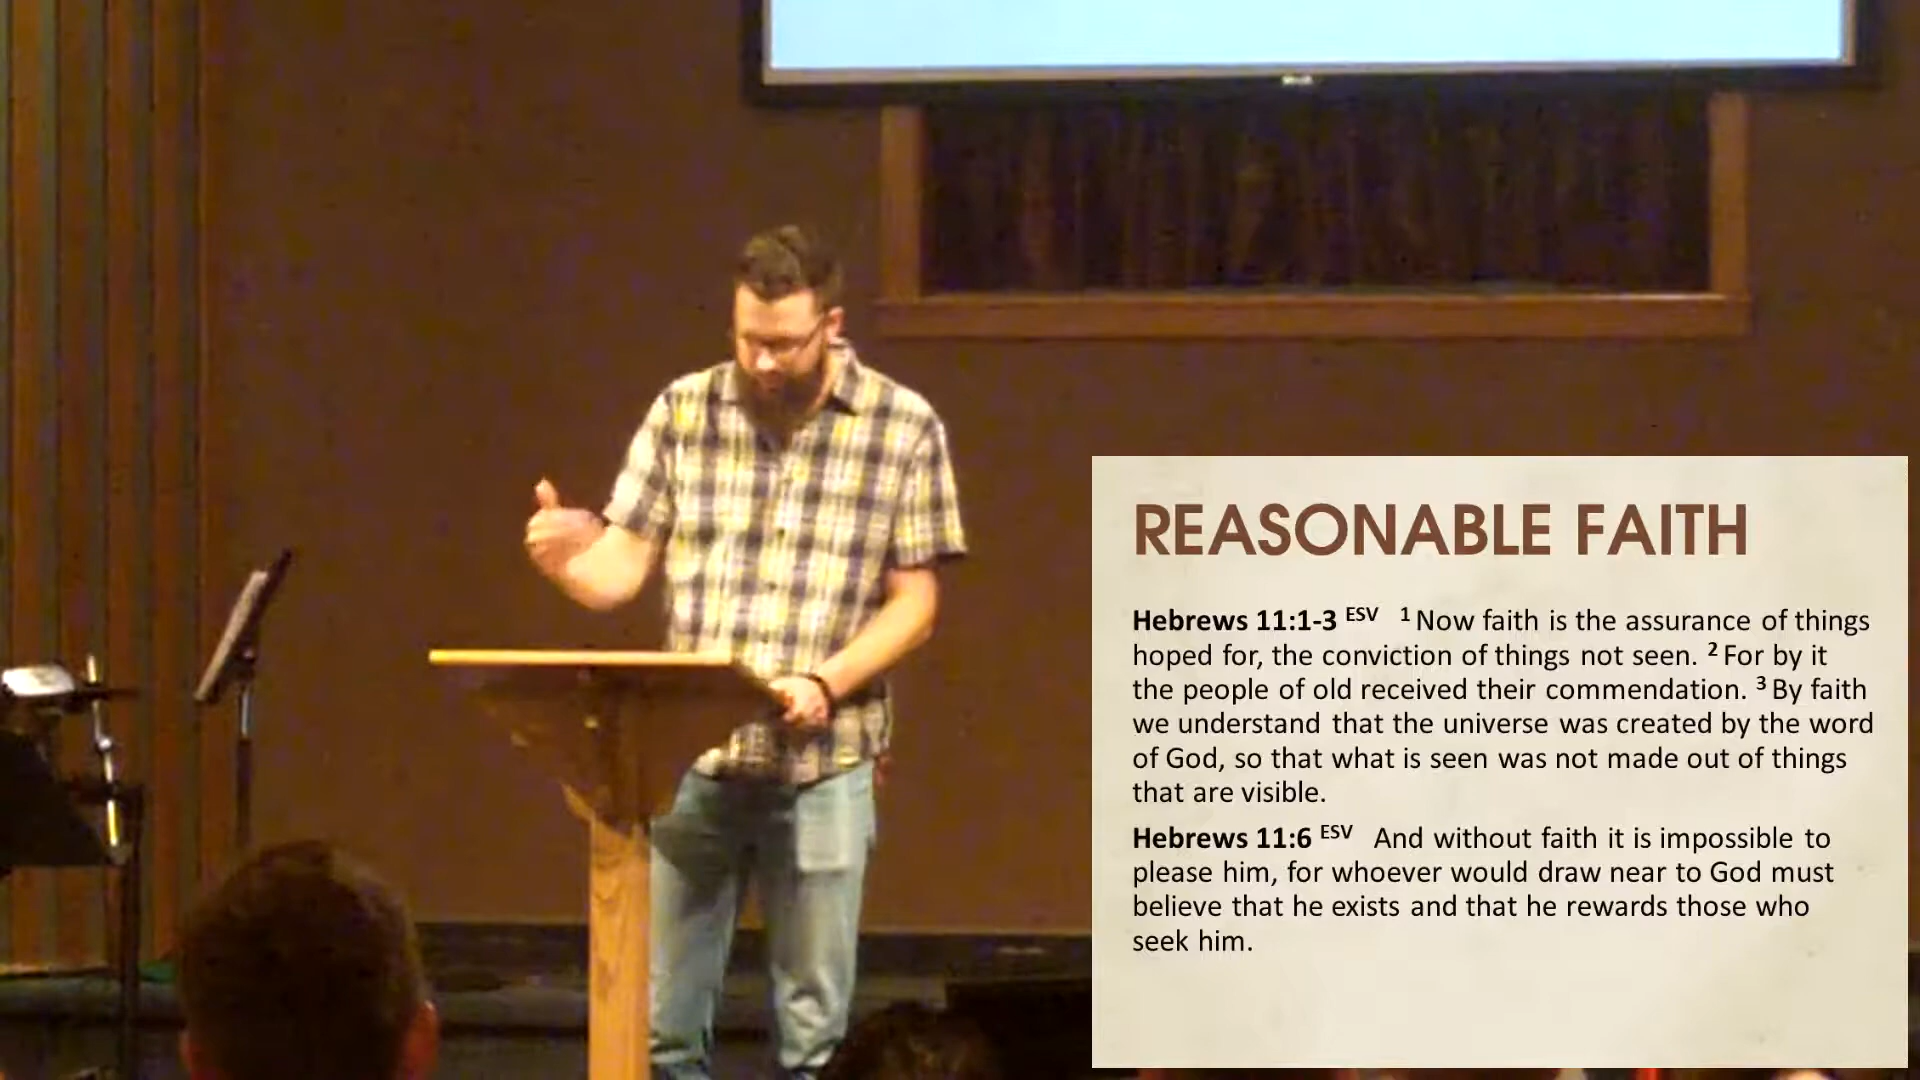 REASONABLE FAITH
Hebrews 11:1-3 ESV 1 Now faith is the assurance of things
hoped for, the conviction of things not seen. 2 For by it
the people of old received their commendation. 3 By faith
we understand that the universe was created by the word
of God, so that what is seen was not made out of things
that are visible.
Hebrews 11:6 ESV And without faith it is impossible to
please him, for whoever would draw near to God must
believe that he exists and that he rewards those who
seek him.